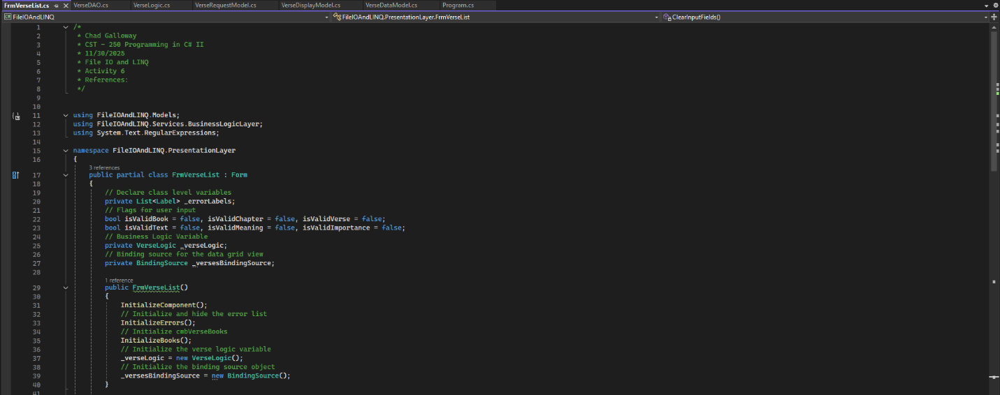 FrmVerseList.cs VerseDAO.cs VerseLogic.cs VerseRequestModel.cs VerseDisplayModel.cs VerseDataModel.cs Program.cs
FileIOAndLINQ FileIOAndLINQ.PresentationLayer.FrmVerseList ClearInputFields()
1 /*
2 * Chad Galloway
3 * CST - 250 Programming in C# II
4 * 11/30/2025
5 * File IO and LINQ
6 * Activity 6
7 * References:
8 */
9
10
11 using FileIOAndLINQ.Models;
12 using FileIOAndLINQ.Services.BusinessLogicLayer;
13 using System.Text.RegularExpressions;
14
15 namespace FileIOAndLINQ.PresentationLayer
16 {
3 references
17 public partial class FrmVerseList : Form
18 {
19 // Declare class level variables
20 private List<Label> _errorLabels;
21 // Flags for user input
22 bool isValidBook = false, isValidChapter = false, isValidVerse = false;
23 bool isValidText = false, isValidMeaning = false, isValidImportance = false;
24 // Business Logic Variable
25 private VerseLogic _verseLogic;
26 // Binding source for the data grid view
27 private BindingSource _versesBindingSource;
28
1 reference
29 public FrmVerseList()
30 {
31 InitializeComponent();
32 // Initialize and hide the error list
33 InitializeErrors();
34 // Initialize cmbVerseBooks
35 InitializeBooks();
36 // Initialize the verse logic variable
37 _verseLogic = new VerseLogic();
38 // Initialize the binding source object
39 _versesBindingSource = new BindingSource();
40 }
41